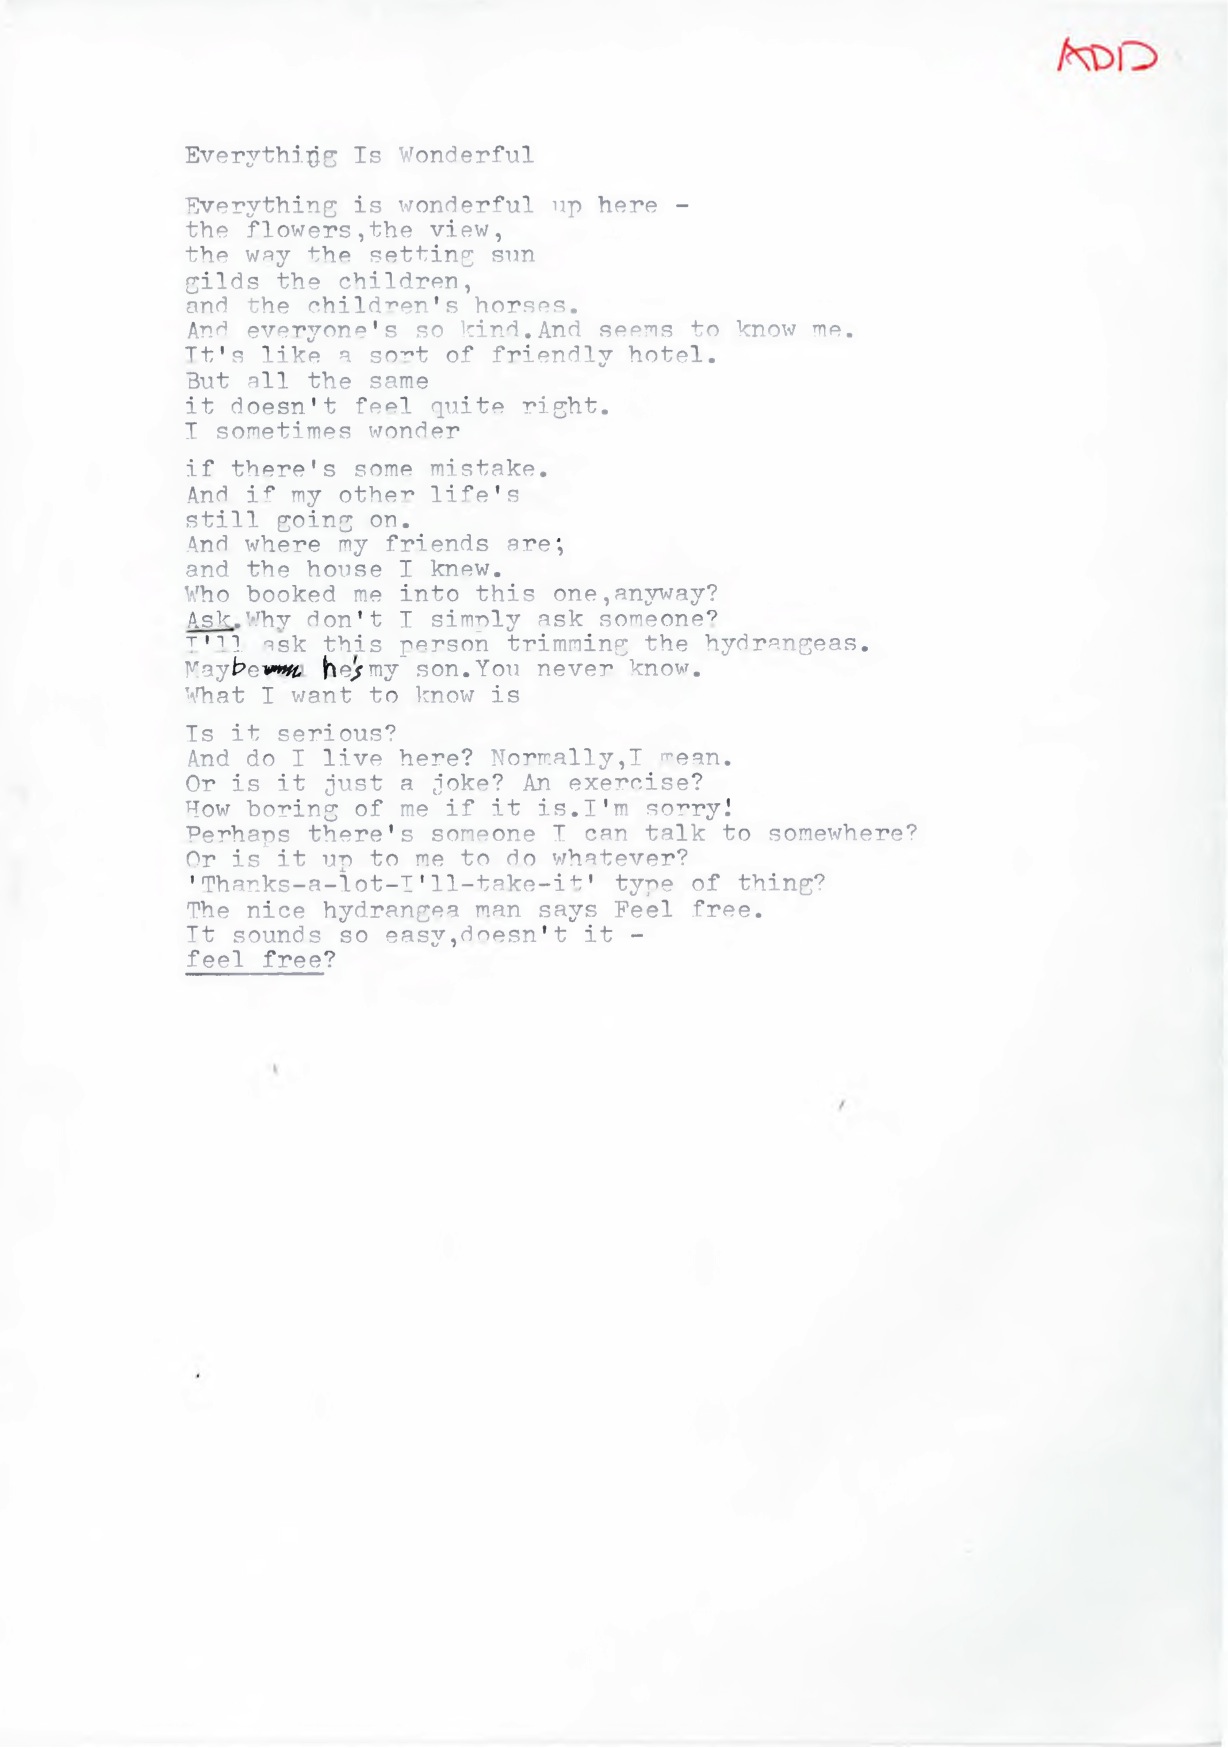 ADD
Everything Is Wonderful
Everything is wonderful up here -
the flowers,the view,
the way the setting sun
gilds the children,
and the children's horses.
And everyone's so kind.And seems to know me.
It's like a sort of friendly hotel.
But all the same
it doesn't feel quite right.
I sometimes wonder
if there's some mistake.
And if my other life's
still going on.
And where my friends are;
and the house I knew.
Who booked me into this one,anyway?
Ask.Why don't I simply ask someone?
I'll ask this person trimming the hydrangeas.
Maybe he's my son.You never know.
What I want to know is
Is it serious?
And do I live here? Normally,I mean.
Or is it just a joke? An exercise?
How boring of me if it is.I'm sorry!
Perhaps there's someone I can talk to somewhere?
Or is it up to me to do whatever?
'Thanks-a-lot-I'll-take-it' type of thing?
The nice hydrangea man says Feel free.
It sounds so easy,doesn't it -
feel free?